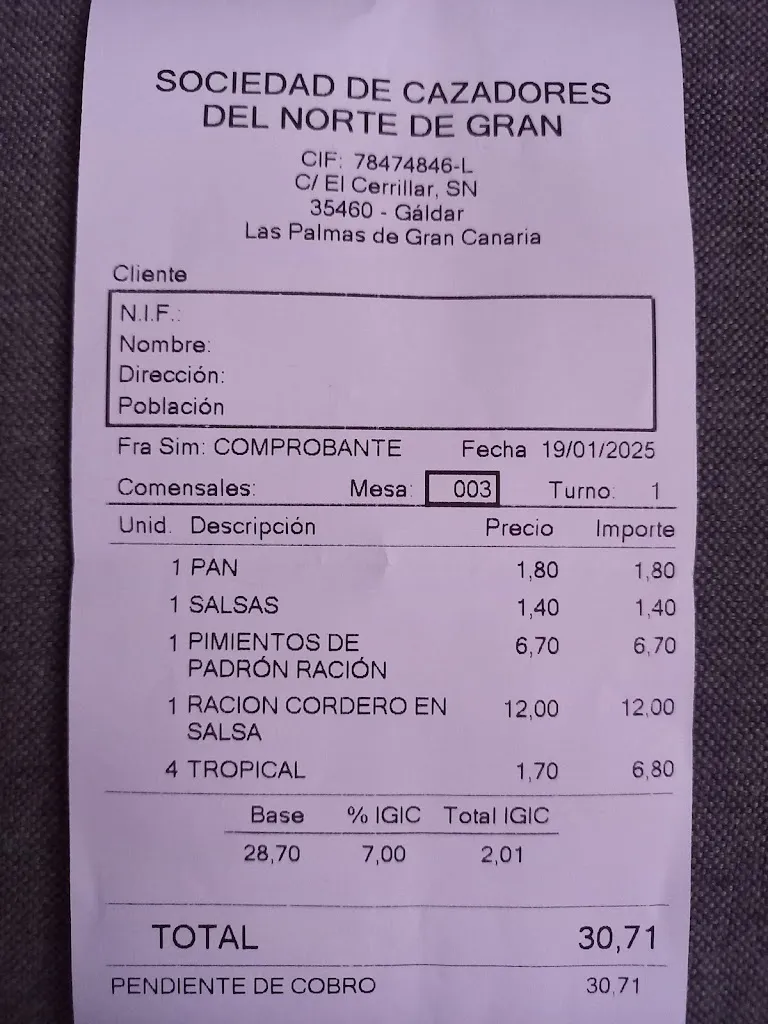 SOCIEDAD DE CAZADORES
DEL NORTE DE GRAN
CIF: 78474846-L
C/ El Cerrillar, SN
35460 - Gáldar
Las Palmas de Gran Canaria
Cliente
N.I.F.:
Nombre:
Dirección:
Población
Fra Sim: COMPROBANTE Fecha 19/01/2025
Comensales: Mesa: 003 Turno: 1
Unid. Descripción Precio Importe
1 PAN 1,80 1,80
1 SALSAS 1,40 1,40
1 PIMIENTOS DE 6,70 6,70
PADRÓN RACIÓN
1 RACION CORDERO EN 12,00 12,00
SALSA
4 TROPICAL 1,70 6,80
Base % IGIC Total IGIC
28,70 7,00 2,01
TOTAL 30,71
PENDIENTE DE COBRO 30,71